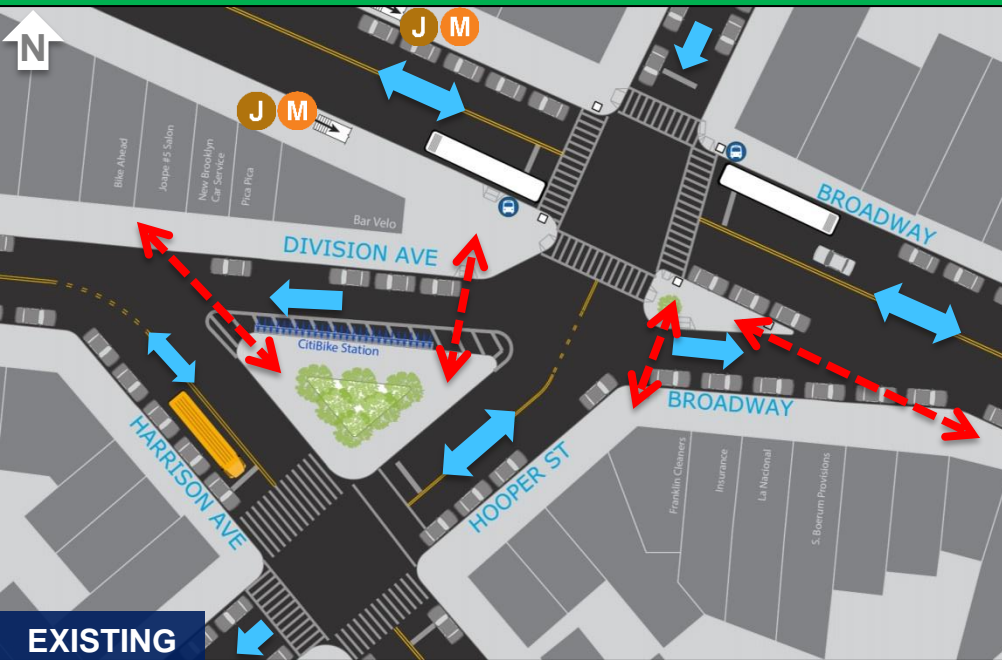 N
J M
J M
Bike Ahead
Joape #5 Salon
New Brooklyn
Car Service
Pica Pica
Bar Velo
DIVISION AVE
BROADWAY
CitiBike Station
BROADWAY
HARRISON AVE
HOOPER ST
Franklin Cleaners
Insurance
La Nacional
S. Boerum Provisions
EXISTING